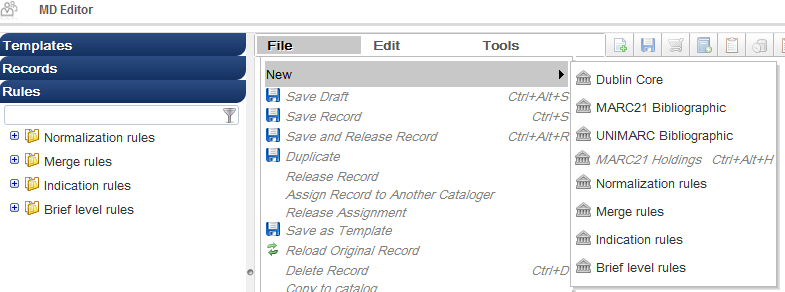 MD Editor
Templates
Records
Rules
Normalization rules
Merge rules
Indication rules
Brief level rules
File Edit Tools
New
Save Draft Ctrl+Alt+S
Save Record Ctrl+S
Save and Release Record Ctrl+Alt+R
Duplicate
Release Record
Assign Record to Another Cataloger
Release Assignment
Save as Template
Reload Original Record
Delete Record Ctrl+D
Copy to catalog
Dublin Core
MARC21 Bibliographic
UNIMARC Bibliographic
MARC21 Holdings Ctrl+Alt+H
Normalization rules
Merge rules
Indication rules
Brief level rules